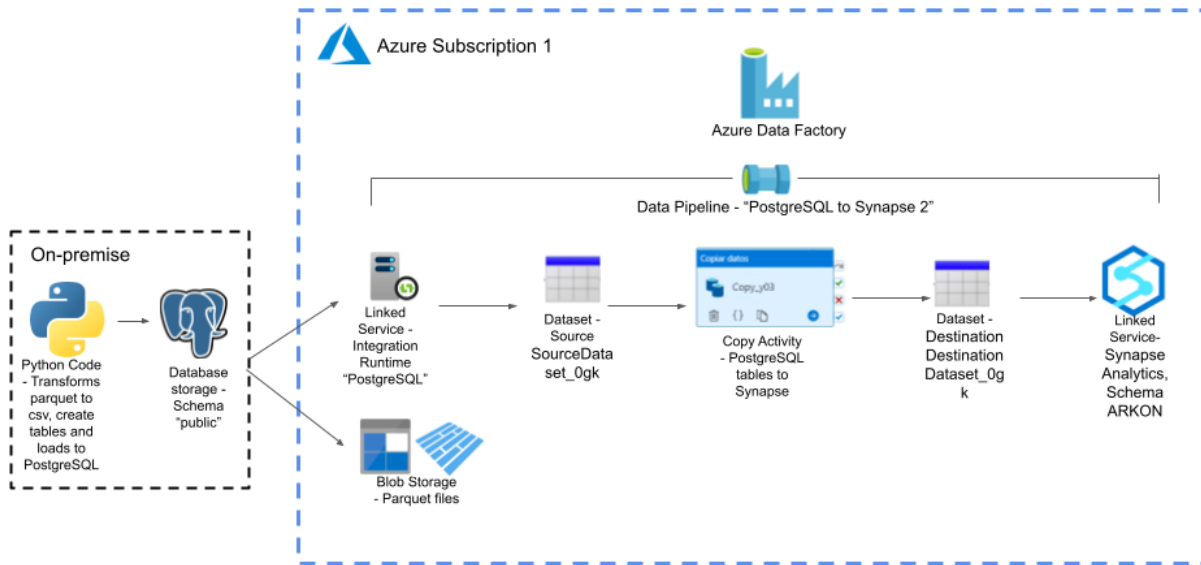 Azure Subscription 1
Azure Data Factory
Data Pipeline - “PostgreSQL to Synapse 2”
On-premise
Python Code
- Transforms
parquet to
csv, create
tables and
loads to
PostgreSQL
Database
storage -
Schema
“public”
Linked
Service -
Integration
Runtime
“PostgreSQL”
Dataset -
Source
SourceData
set_0gk
Copiar datos
Copy_y03
{ }
Copy Activity
- PostgreSQL
tables to
Synapse
Dataset -
Destination
Destination
Dataset_0g
k
Linked
Service-
Synapse
Analytics,
Schema
ARKON
Blob Storage
- Parquet files